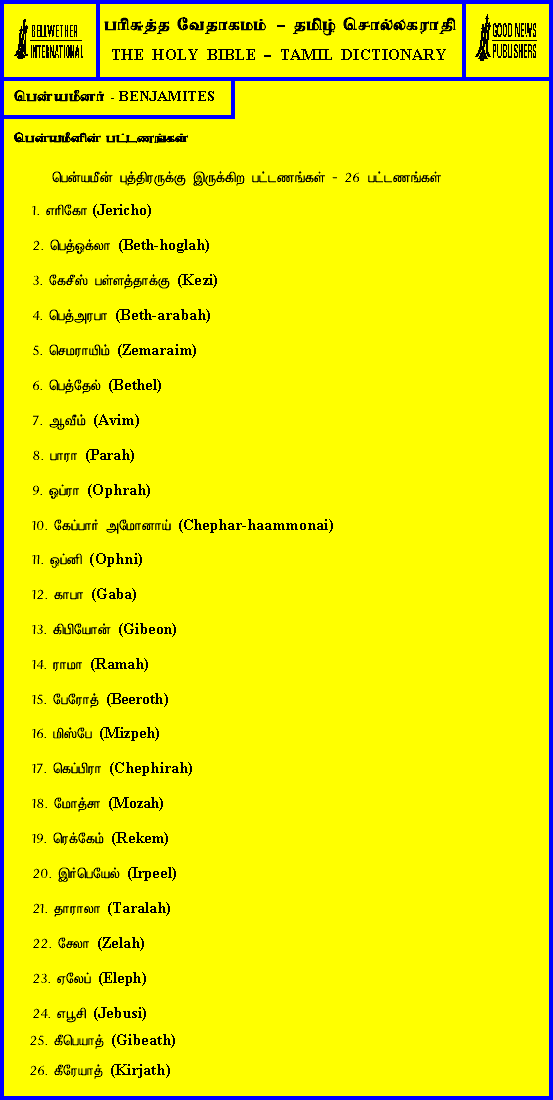 BELLWETHER
INTERNATIONAL
பரிசுத்த வேதாகமம் - தமிழ் சொல்லகராதி
THE HOLY BIBLE – TAMIL DICTIONARY
GOOD NEWS
PUBLISHERS
பென்யமீனர் - BENJAMITES
பென்யமீனின் பட்டணங்கள்
பென்யமீன் புத்திரருக்கு இருக்கிற பட்டணங்கள் - 26 பட்டணங்கள்
1. எரிகோ (Jericho)
2. பெத்ஒக்லா (Beth-hoglah)
3. கேசீஸ் பள்ளத்தாக்கு (Kezi)
4. பெத்அரபா (Beth-arabah)
5. செமராயிம் (Zemaraim)
6. பெத்தேல் (Bethel)
7. ஆவீம் (Avim)
8. பாரா (Parah)
9. ஓப்ரா (Ophrah)
10. கேப்பார் அமோனாய் (Chephar-haammonai)
11. ஒப்னி (Ophni)
12. காபா (Gaba)
13. கிபியோன் (Gibeon)
14. ராமா (Ramah)
15. பேரோத் (Beeroth)
16. மிஸ்பே (Mizpeh)
17. கெப்பிரா (Chephirah)
18. மோத்சா (Mozah)
19. ரெக்கேம் (Rekem)
20. இர்பெயேல் (Irpeel)
21. தாராலா (Taralah)
22. சேலா (Zelah)
23. ஏலேப் (Eleph)
24. எபூசி (Jebusi)
25. கீபெயாத் (Gibeath)
26. கீரேயாத் (Kirjath)